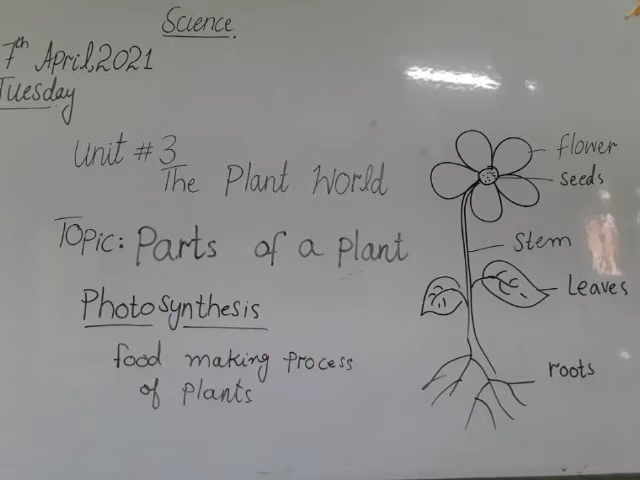 Science.
7th April, 2021
Tuesday
Unit # 3
The Plant World
Topic: Parts of a plant
Photosynthesis
food making process
of plants
flower
seeds
stem
leaves
roots